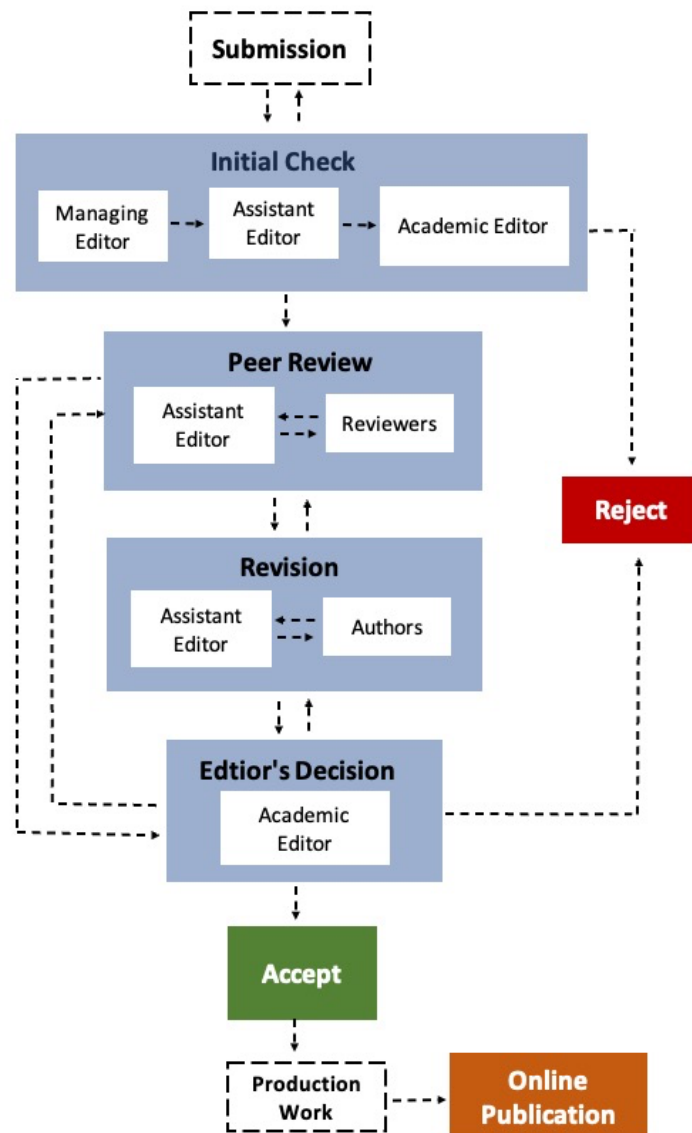 Submission
Initial Check
Managing
Editor
Assistant
Editor
Academic Editor
Peer Review
Assistant
Editor
Reviewers
Reject
Revision
Assistant
Editor
Authors
Edtior's Decision
Academic
Editor
Accept
Production
Work
Online
Publication